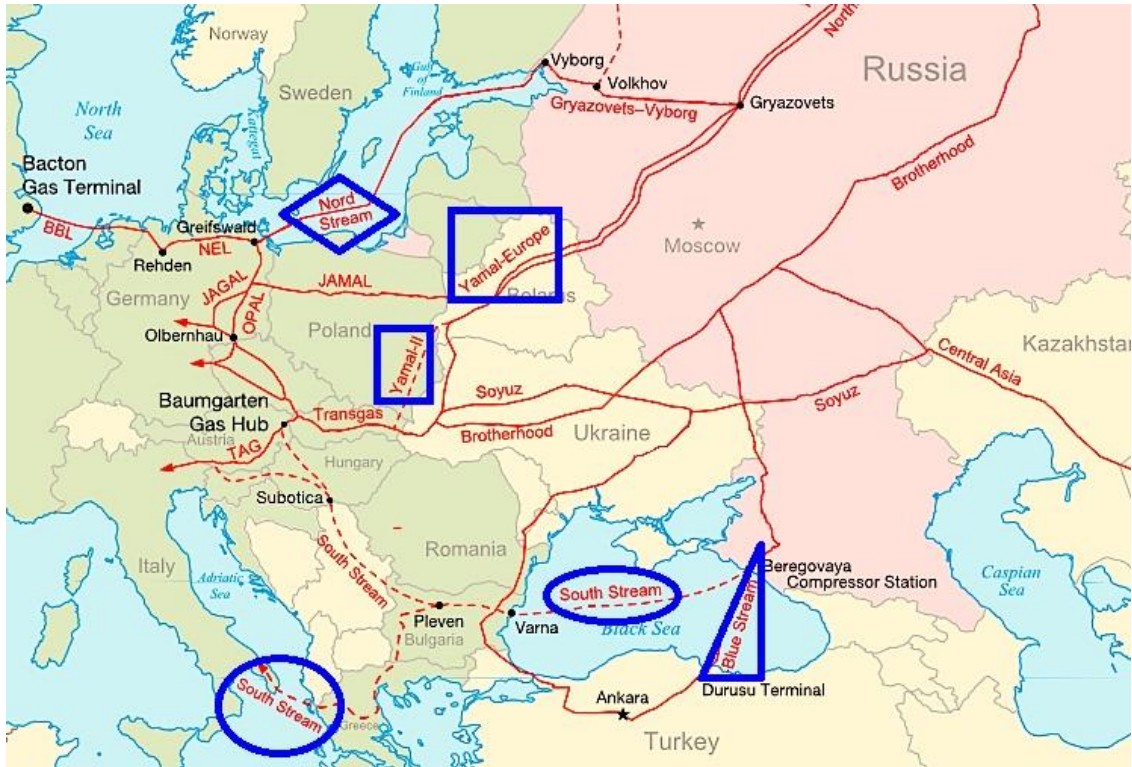 Norway
Sweden
Gulf
of
Finland
Vyborg
Volkhov
Gryazovets–Vyborg
Gryazovets
North
Russia
North
Sea
Kattegat
Bacton
Gas Terminal
BBL
Rehden
NEL
Greifswald
Nord
Stream
Brotherhood
Moscow
Yamal-Europe
Belarus
JAGAL
OPAL
JAMAL
Germany
Poland
Olbernhau
Yamal-II
Kazakhstan
Central Asia
Soyuz
Soyuz
Baumgarten
Gas Hub
Transgas
Brotherhood
Ukraine
Austria
TAG
Hungary
Subotica
Romania
South Stream
Italy
Adriatic
Sea
Pleven
Bulgaria
Varna
South Stream
Black Sea
Beregovaya
Compressor Station
Blue Stream
Caspian
Sea
South Stream
Greece
Ankara
Durusu Terminal
Turkey